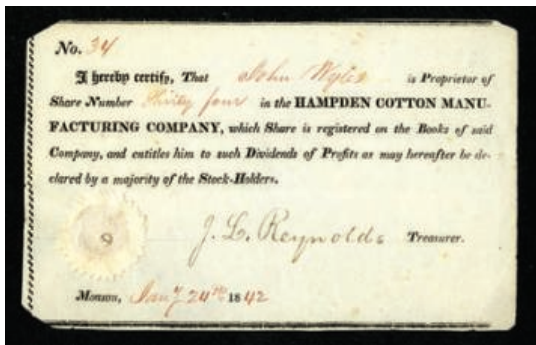 No. 34
I hereby certify, That John Wyles is Proprietor of
Share Number Thirty four in the HAMPDEN COTTON MANU-
FACTURING COMPANY, which Share is registered on the Books of said
Company, and entitles him to such Dividends of Profits as may hereafter be de-
clared by a majority of the Stock-Holders.
J. L. Reynolds Treasurer.
Monson, Jany 24th 1842